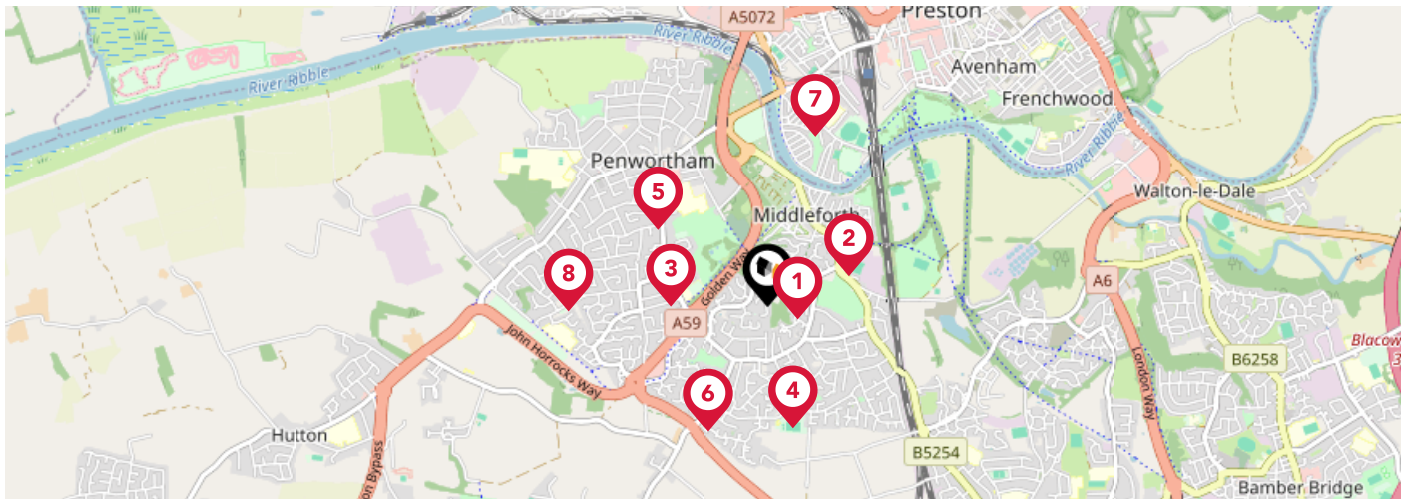 A5072
Preston
River Ribble
Avenham
River Ribble
7
Frenchwood
River Ribble
Penwortham
5
Walton-le-Dale
Middleforth
2
8
3
1
Golden Way
A6
A59
John Horrocks Way
B6258
London Way
6
4
Hutton
B5254
Bamber Bridge